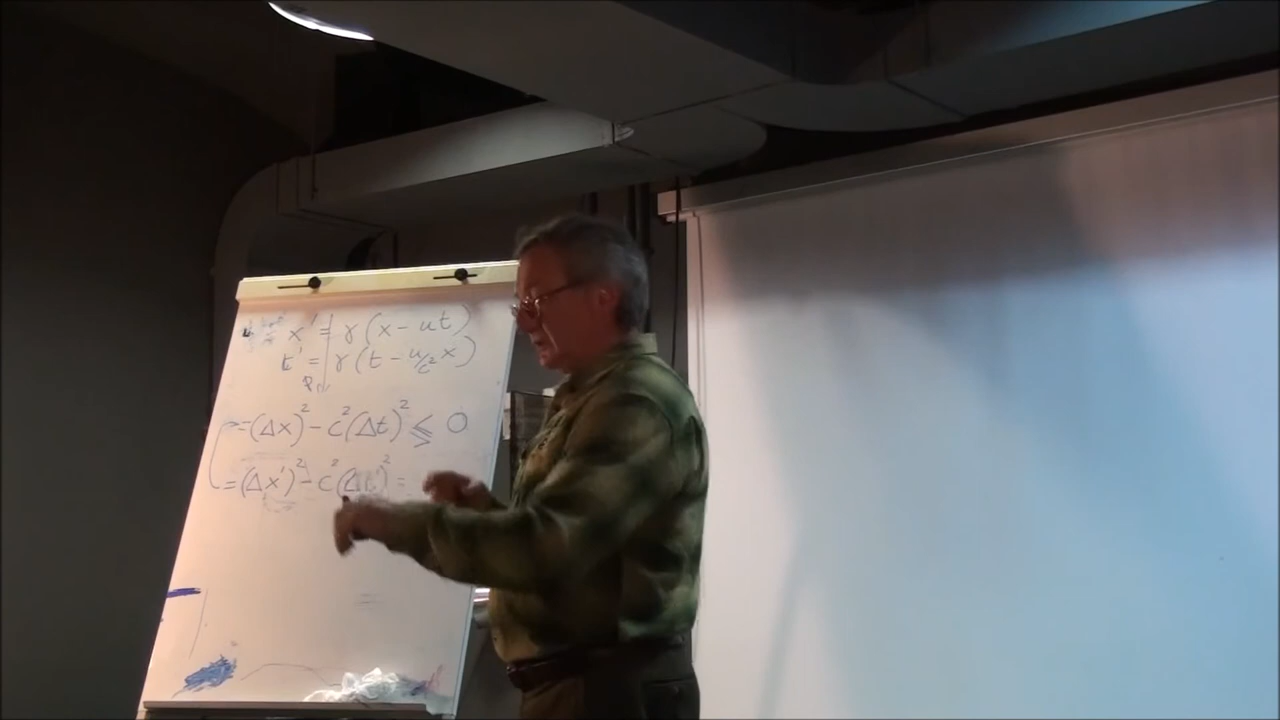 x' = γ(x - ut)
t' = γ(t - u/c² x)
=(Δx)² - c²(Δt)² ≤ 0
=(Δx')² - c²(Δt')² =